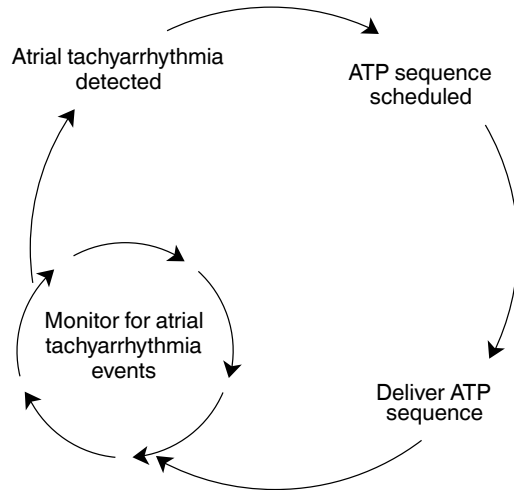 Atrial tachyarrhythmia
detected
ATP sequence
scheduled
Monitor for atrial
tachyarrhythmia
events
Deliver ATP
sequence